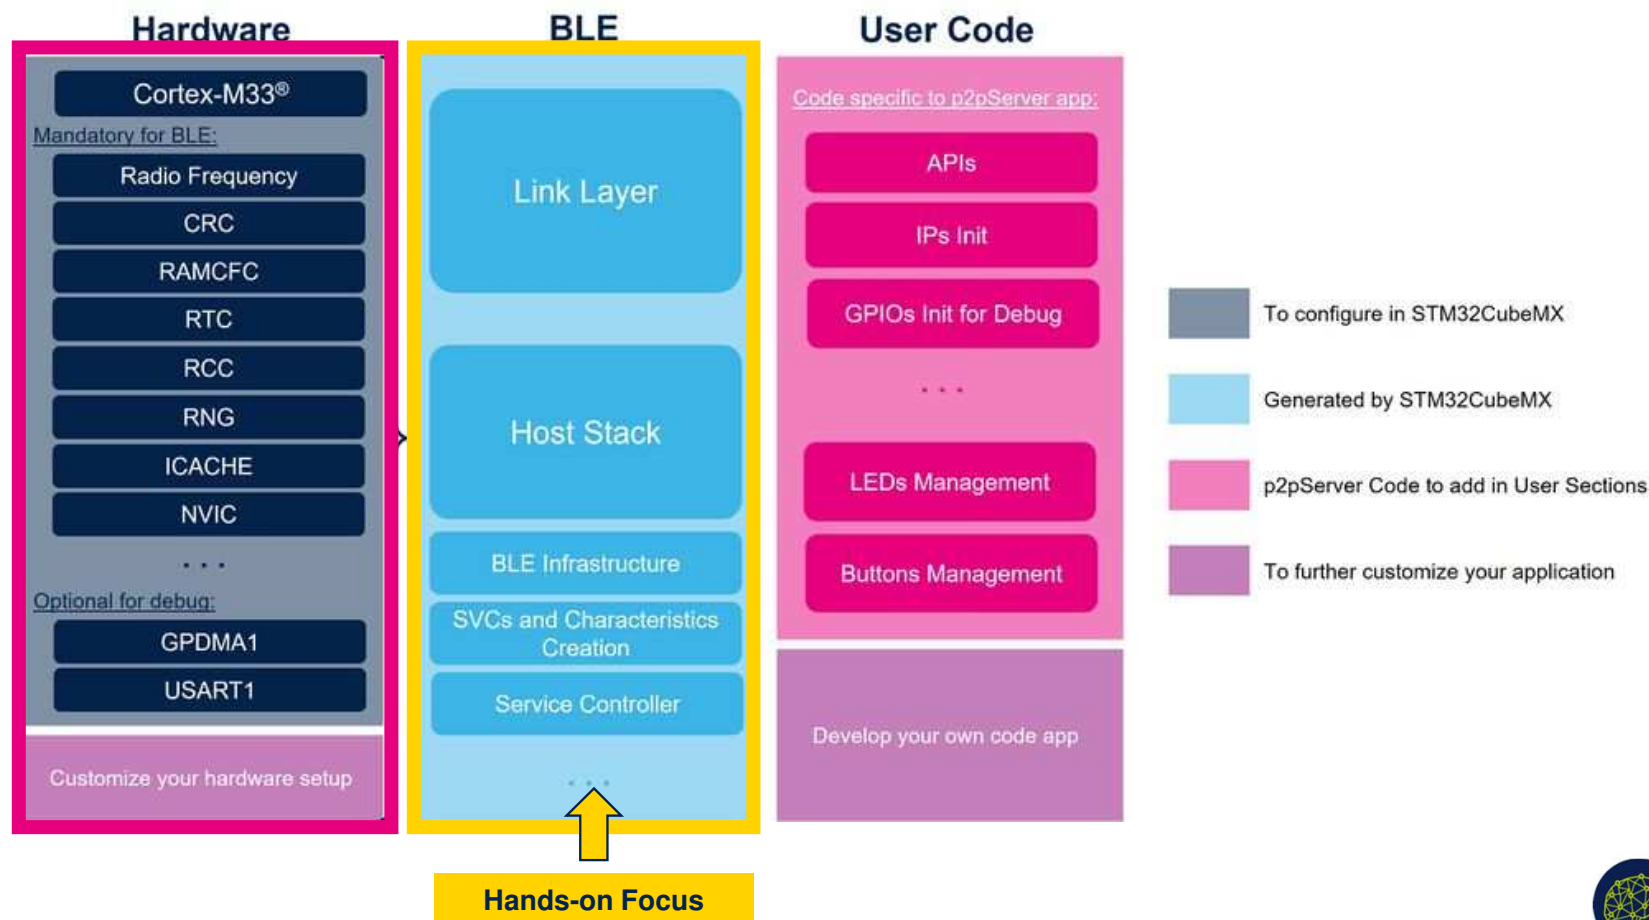 Hardware
Cortex-M33®
Mandatory for BLE:
Radio Frequency
CRC
RAMCFC
RTC
RCC
RNG
ICACHE
NVIC
. . .
Optional for debug:
GPDMA1
USART1
Customize your hardware setup
BLE
Link Layer
Host Stack
BLE Infrastructure
SVCs and Characteristics
Creation
Service Controller
. . .
Hands-on Focus
User Code
Code specific to p2pServer app:
APIs
IPs Init
GPIOs Init for Debug
. . .
LEDs Management
Buttons Management
Develop your own code app
To configure in STM32CubeMX
Generated by STM32CubeMX
p2pServer Code to add in User Sections
To further customize your application